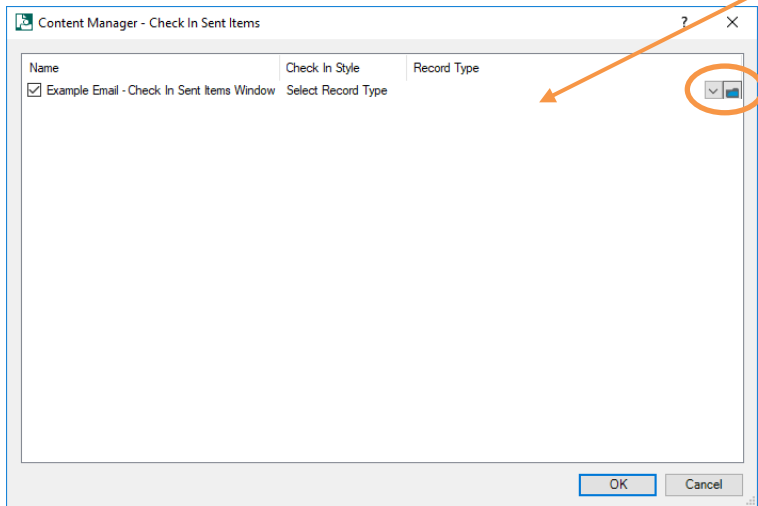 Content Manager - Check In Sent Items ?
Name Check In Style Record Type
Example Email - Check In Sent Items Window Select Record Type
OK Cancel